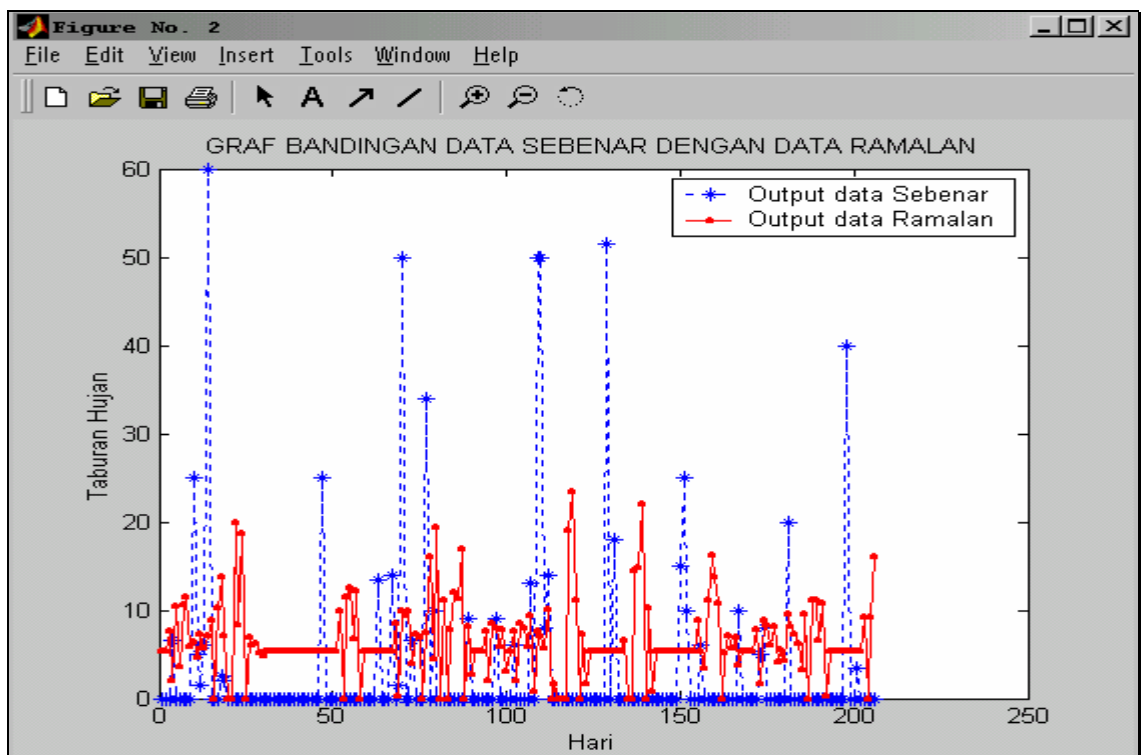 Figure No. 2
File Edit View Insert Tools Window Help
A
GRAF BANDINGAN DATA SEBENAR DENGAN DATA RAMALAN
Output data Sebenar
Output data Ramalan
60
50
40
30
20
10
0
Taburan Hujan
0 50 100 150 200 250
Hari